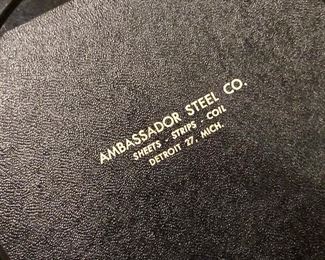 AMBASSADOR STEEL CO.
SHEETS - STRIPS - COIL
DETROIT 27, MICH.